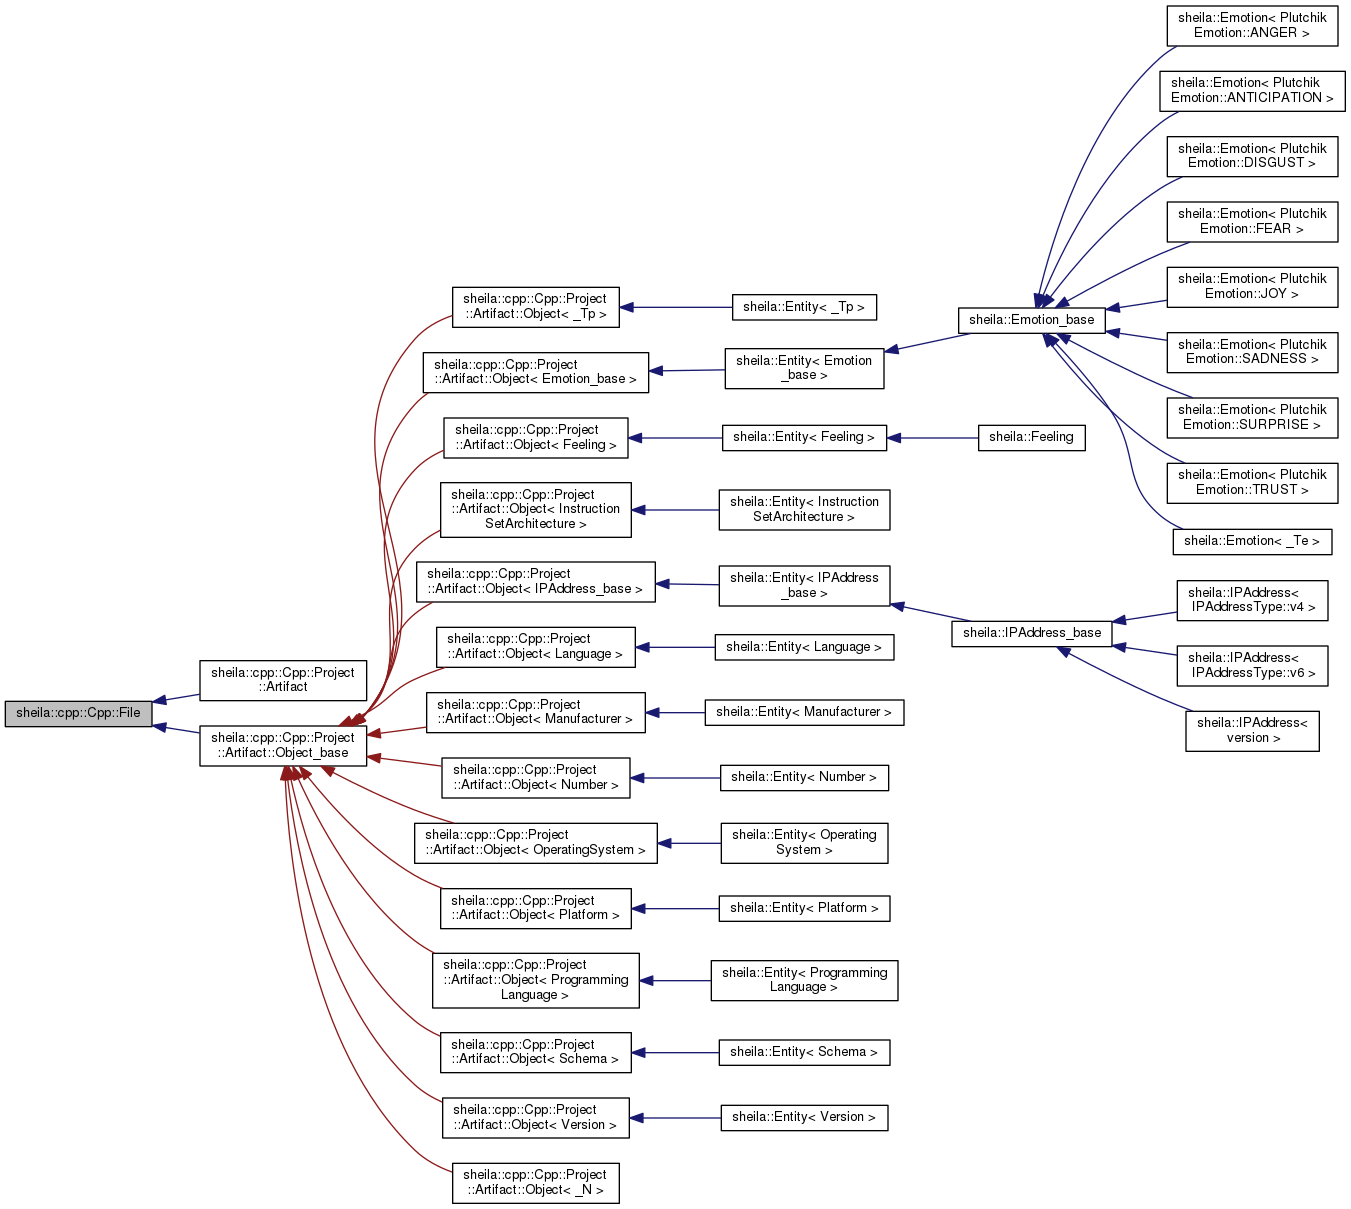 sheila::Emotion< Plutchik
Emotion::ANGER >
sheila::Emotion< Plutchik
Emotion::ANTICIPATION >
sheila::Emotion< Plutchik
Emotion::DISGUST >
sheila::Emotion< Plutchik
Emotion::FEAR >
sheila::Emotion< Plutchik
Emotion::JOY >
sheila::Emotion< Plutchik
Emotion::SADNESS >
sheila::Emotion< Plutchik
Emotion::SURPRISE >
sheila::Emotion< Plutchik
Emotion::TRUST >
sheila::Emotion< _Te >
sheila::Emotion_base
sheila::cpp::Cpp::Project
::Artifact::Object< _Tp >
sheila::Entity< _Tp >
sheila::cpp::Cpp::Project
::Artifact::Object< Emotion_base >
sheila::Entity< Emotion
_base >
sheila::cpp::Cpp::Project
::Artifact::Object< Feeling >
sheila::Entity< Feeling >
sheila::Feeling
sheila::cpp::Cpp::Project
::Artifact::Object< Instruction
SetArchitecture >
sheila::Entity< Instruction
SetArchitecture >
sheila::cpp::Cpp::Project
::Artifact::Object< IPAddress_base >
sheila::Entity< IPAddress
_base >
sheila::IPAddress_base
sheila::IPAddress<
IPAddressType::v4 >
sheila::IPAddress<
IPAddressType::v6 >
sheila::IPAddress<
version >
sheila::cpp::Cpp::Project
::Artifact::Object< Language >
sheila::Entity< Language >
sheila::cpp::Cpp::File
sheila::cpp::Cpp::Project
::Artifact
sheila::cpp::Cpp::Project
::Artifact::Object_base
sheila::cpp::Cpp::Project
::Artifact::Object< Manufacturer >
sheila::Entity< Manufacturer >
sheila::cpp::Cpp::Project
::Artifact::Object< Number >
sheila::Entity< Number >
sheila::cpp::Cpp::Project
::Artifact::Object< OperatingSystem >
sheila::Entity< Operating
System >
sheila::cpp::Cpp::Project
::Artifact::Object< Platform >
sheila::Entity< Platform >
sheila::cpp::Cpp::Project
::Artifact::Object< Programming
Language >
sheila::Entity< Programming
Language >
sheila::cpp::Cpp::Project
::Artifact::Object< Schema >
sheila::Entity< Schema >
sheila::cpp::Cpp::Project
::Artifact::Object< Version >
sheila::Entity< Version >
sheila::cpp::Cpp::Project
::Artifact::Object< _N >